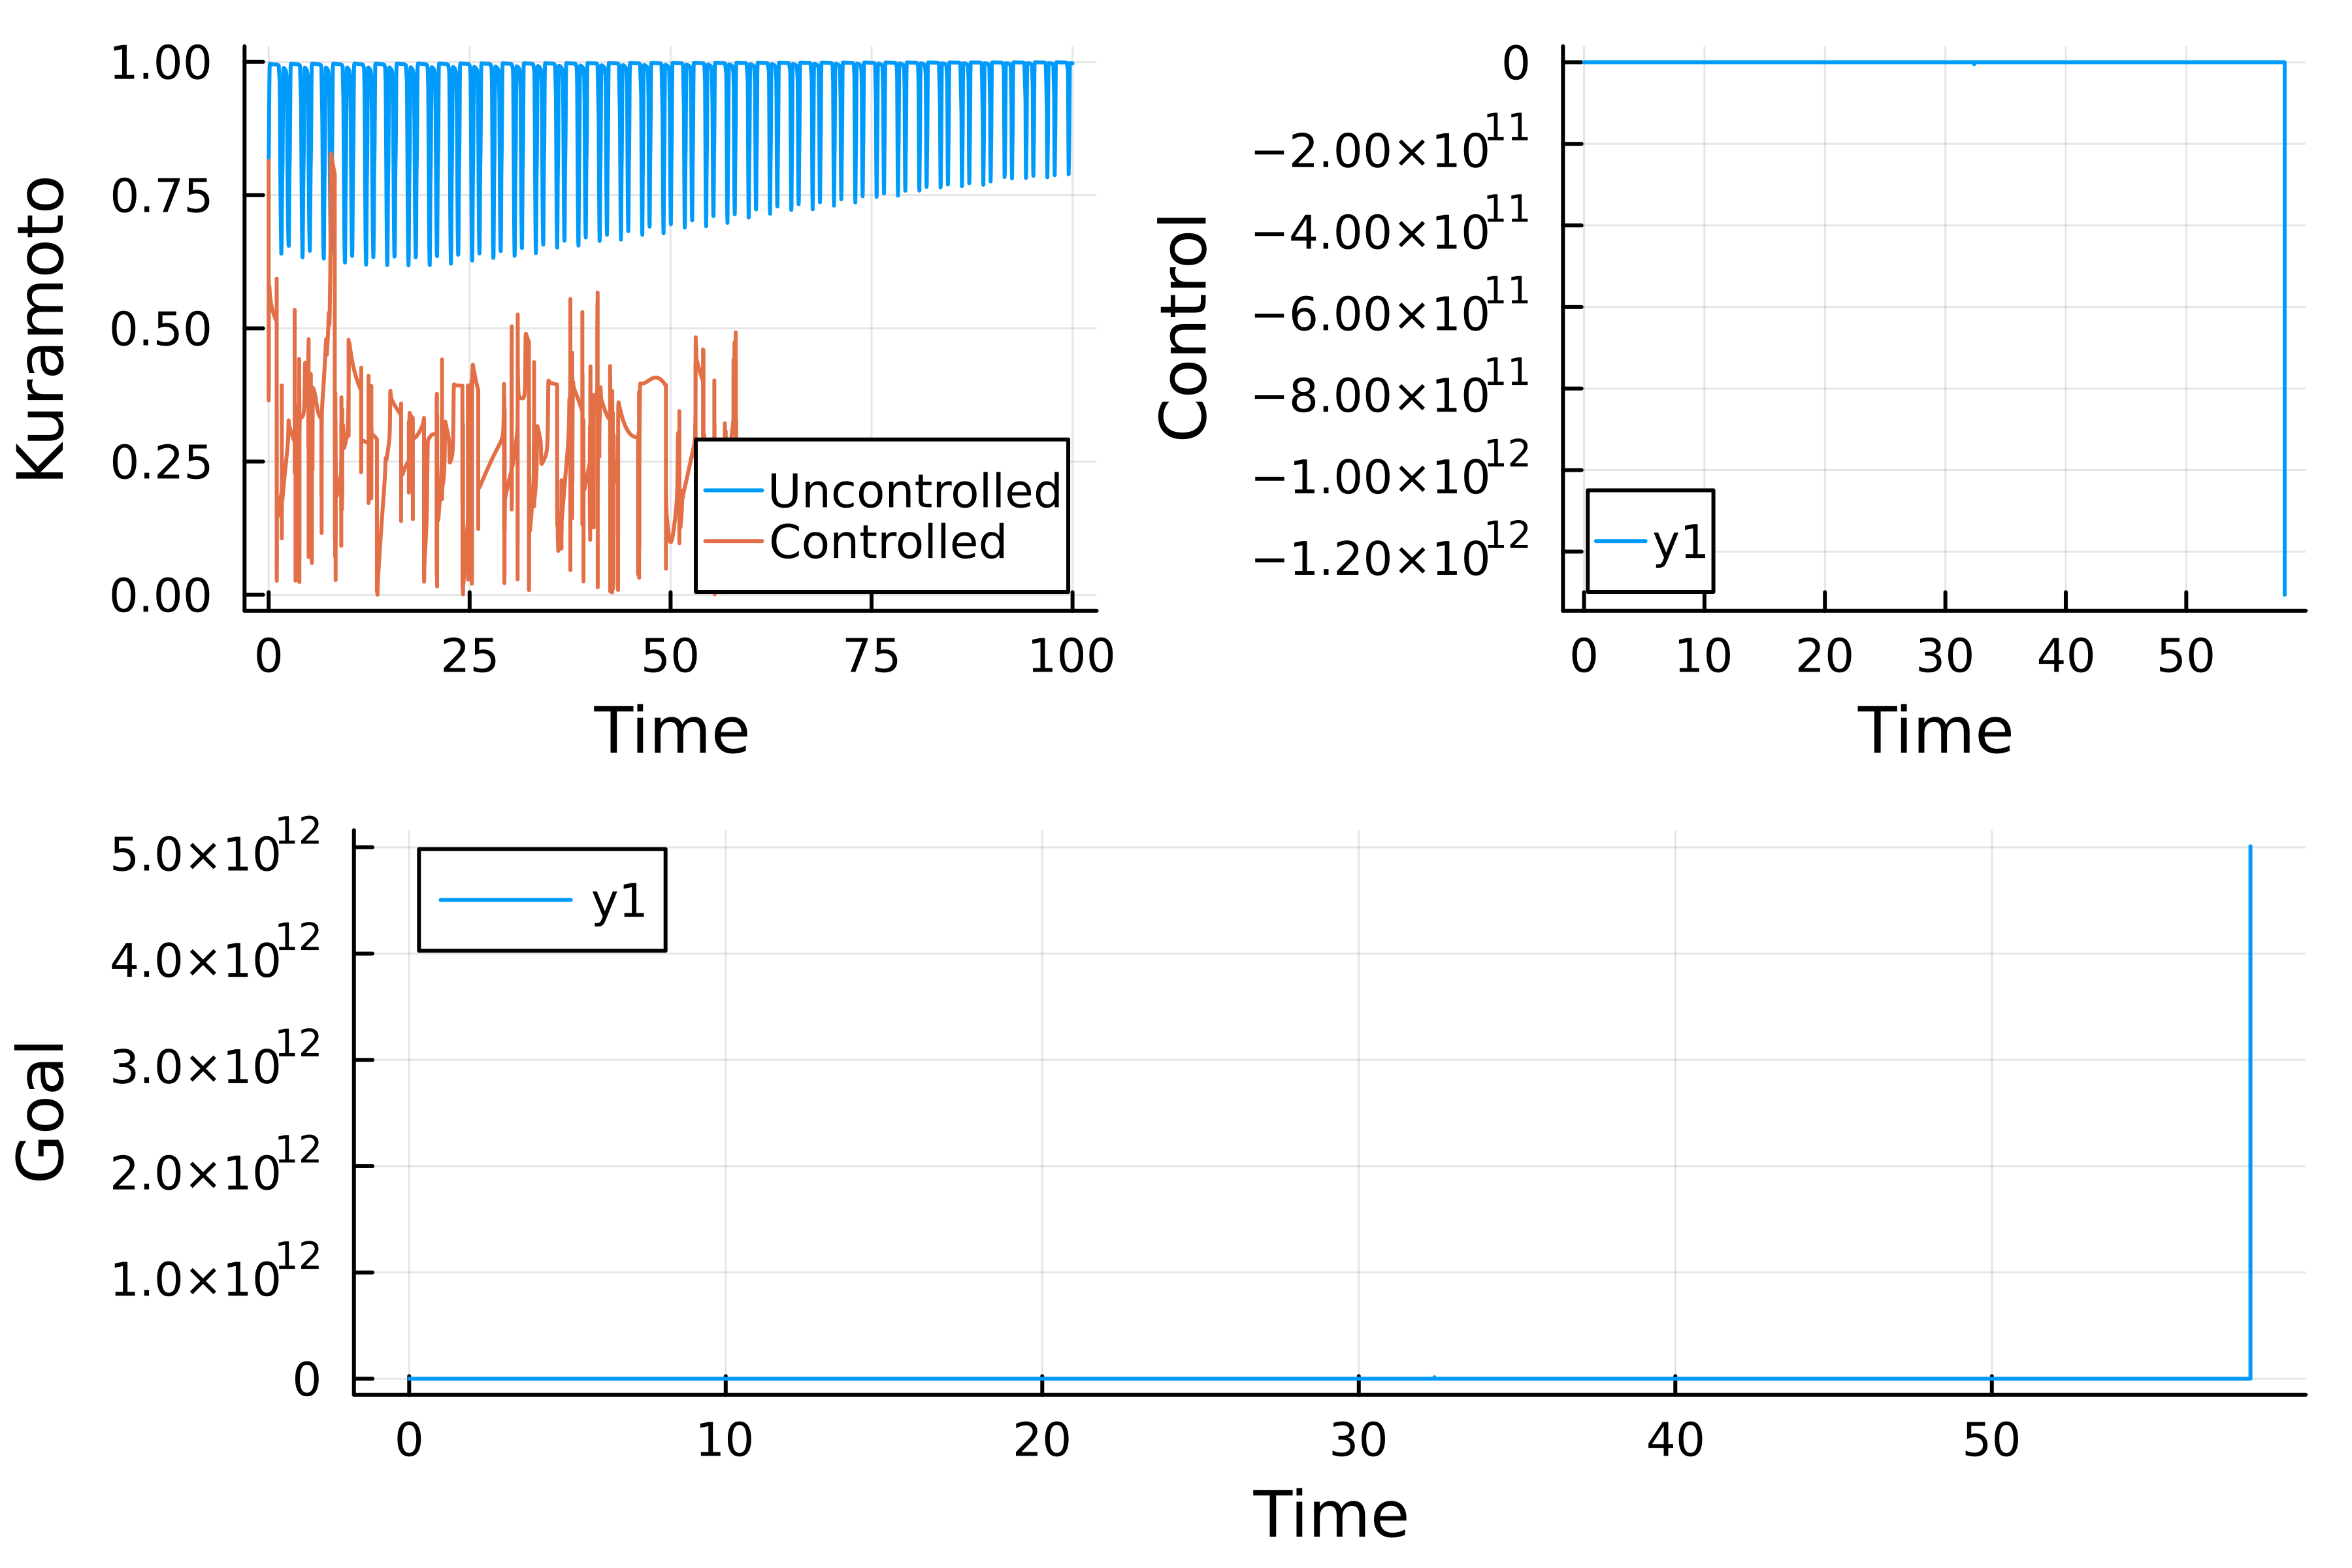 Kuramoto
1.00
0.75
0.50
0.25
0.00
Uncontrolled
Controlled
0 25 50 75 100
Time
Control
0
−2.00×10^11
−4.00×10^11
−6.00×10^11
−8.00×10^11
−1.00×10^12
−1.20×10^12
y1
0 10 20 30 40 50
Time
Goal
5.0×10^12
4.0×10^12
3.0×10^12
2.0×10^12
1.0×10^12
0
y1
0 10 20 30 40 50
Time